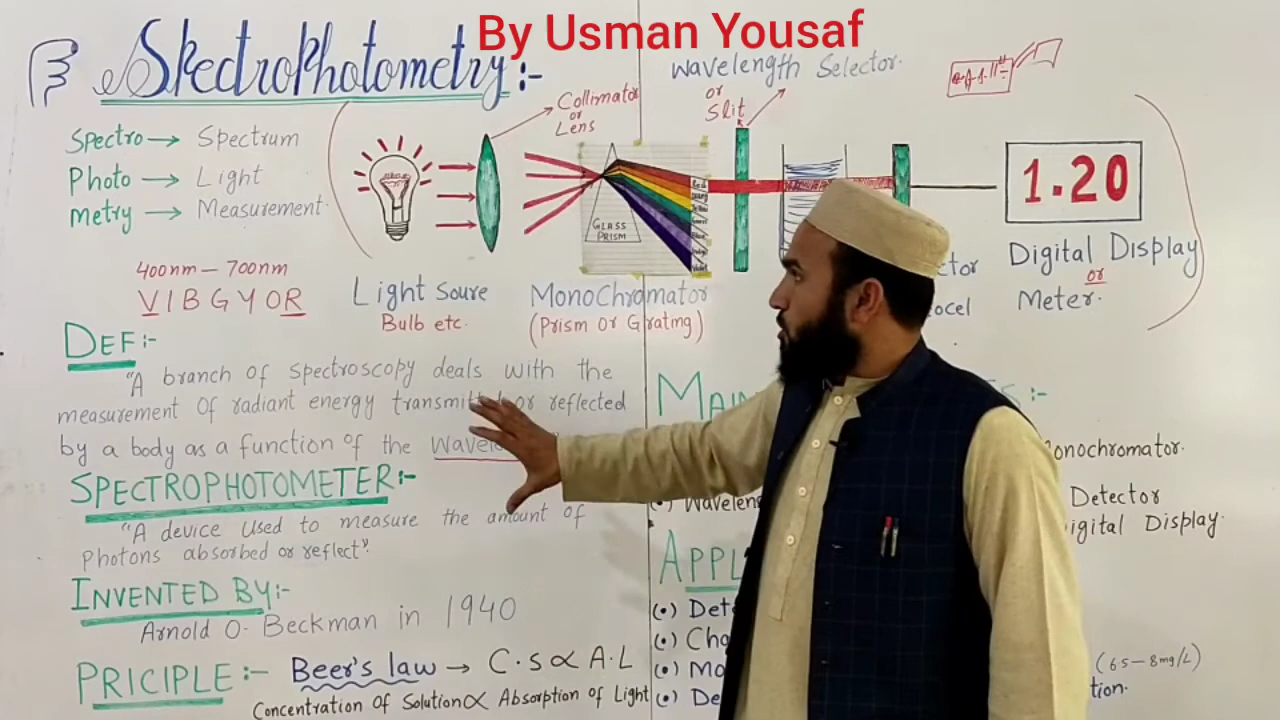 By Usman Yousaf
Spectrophotometry:-
Spectro → Spectrum
Photo → Light
metry → Measurement
400nm — 700nm
VIBGYOR
Collimator
or
Lens
Wavelength Selector
or
Slit
GLASS
PRISM
Red
1.20
Light Soure
Bulb etc.
MonoChromator
(Prism Or Grating)
Digital Display
or
Meter.
DEF:-
"A branch of spectroscopy deals with the
measurement Of radiant energy or reflected
by a body as a function of the
SPECTROPHOTOMETER:-
"A device Used to measure the amount of
Photons absorbed or reflect".
INVENTED BY:-
Arnold O. Beckman in 1940
PRICIPLE:- Beer's law → C.S ∝ A.L
Concentration Of Solution ∝ Absorption of Light
Monochromator.
Detector
Digital Display.
(6.5-8mg/L)